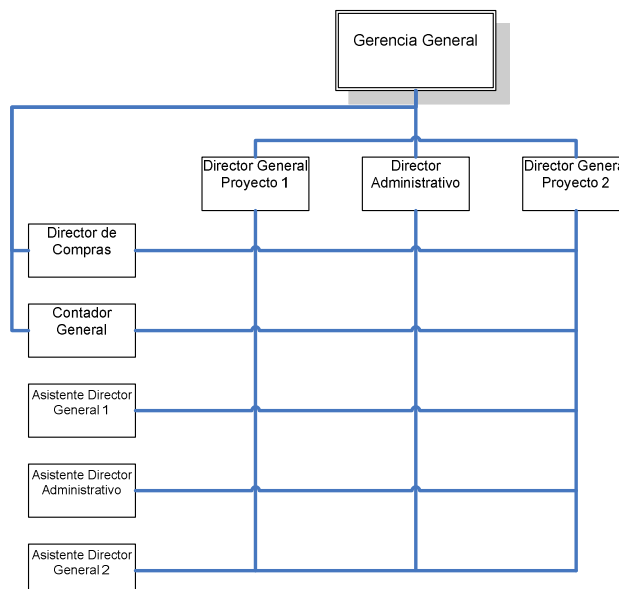 Gerencia General
Director General
Proyecto 1
Director
Administrativo
Director General
Proyecto 2
Director de
Compras
Contador
General
Asistente Director
General 1
Asistente Director
Administrativo
Asistente Director
General 2